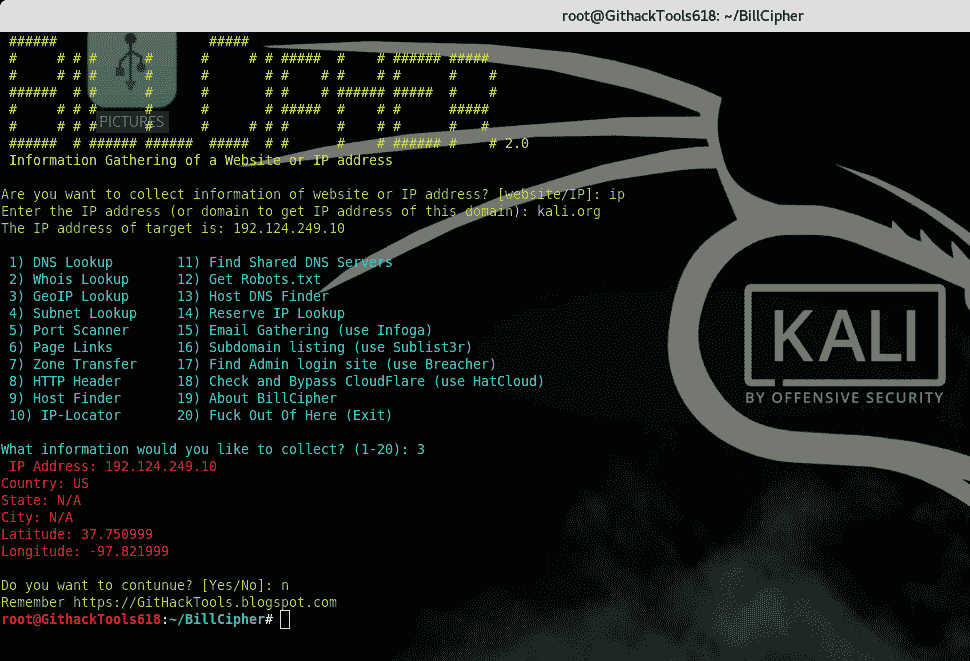 root@GithackTools618: ~/BillCipher
2.0
PICTURES
Information Gathering of a Website or IP address
Are you want to collect information of website or IP address? [website/IP]: ip
Enter the IP address (or domain to get IP address of this domain): kali.org
The IP address of target is: 192.124.249.10
1) DNS Lookup 11) Find Shared DNS Servers
2) Whois Lookup 12) Get Robots.txt
3) GeoIP Lookup 13) Host DNS Finder
4) Subnet Lookup 14) Reserve IP Lookup
5) Port Scanner 15) Email Gathering (use Infoga)
6) Page Links 16) Subdomain listing (use Sublist3r)
7) Zone Transfer 17) Find Admin login site (use Breacher)
8) HTTP Header 18) Check and Bypass CloudFlare (use HatCloud)
9) Host Finder 19) About BillCipher
10) IP-Locator 20) Fuck Out Of Here (Exit)
KALI
BY OFFENSIVE SECURITY
What information would you like to collect? (1-20): 3
IP Address: 192.124.249.10
Country: US
State: N/A
City: N/A
Latitude: 37.750999
Longitude: -97.821999
Do you want to contunue? [Yes/No]: n
Remember https://GitHackTools.blogspot.com
root@GithackTools618:~/BillCipher#